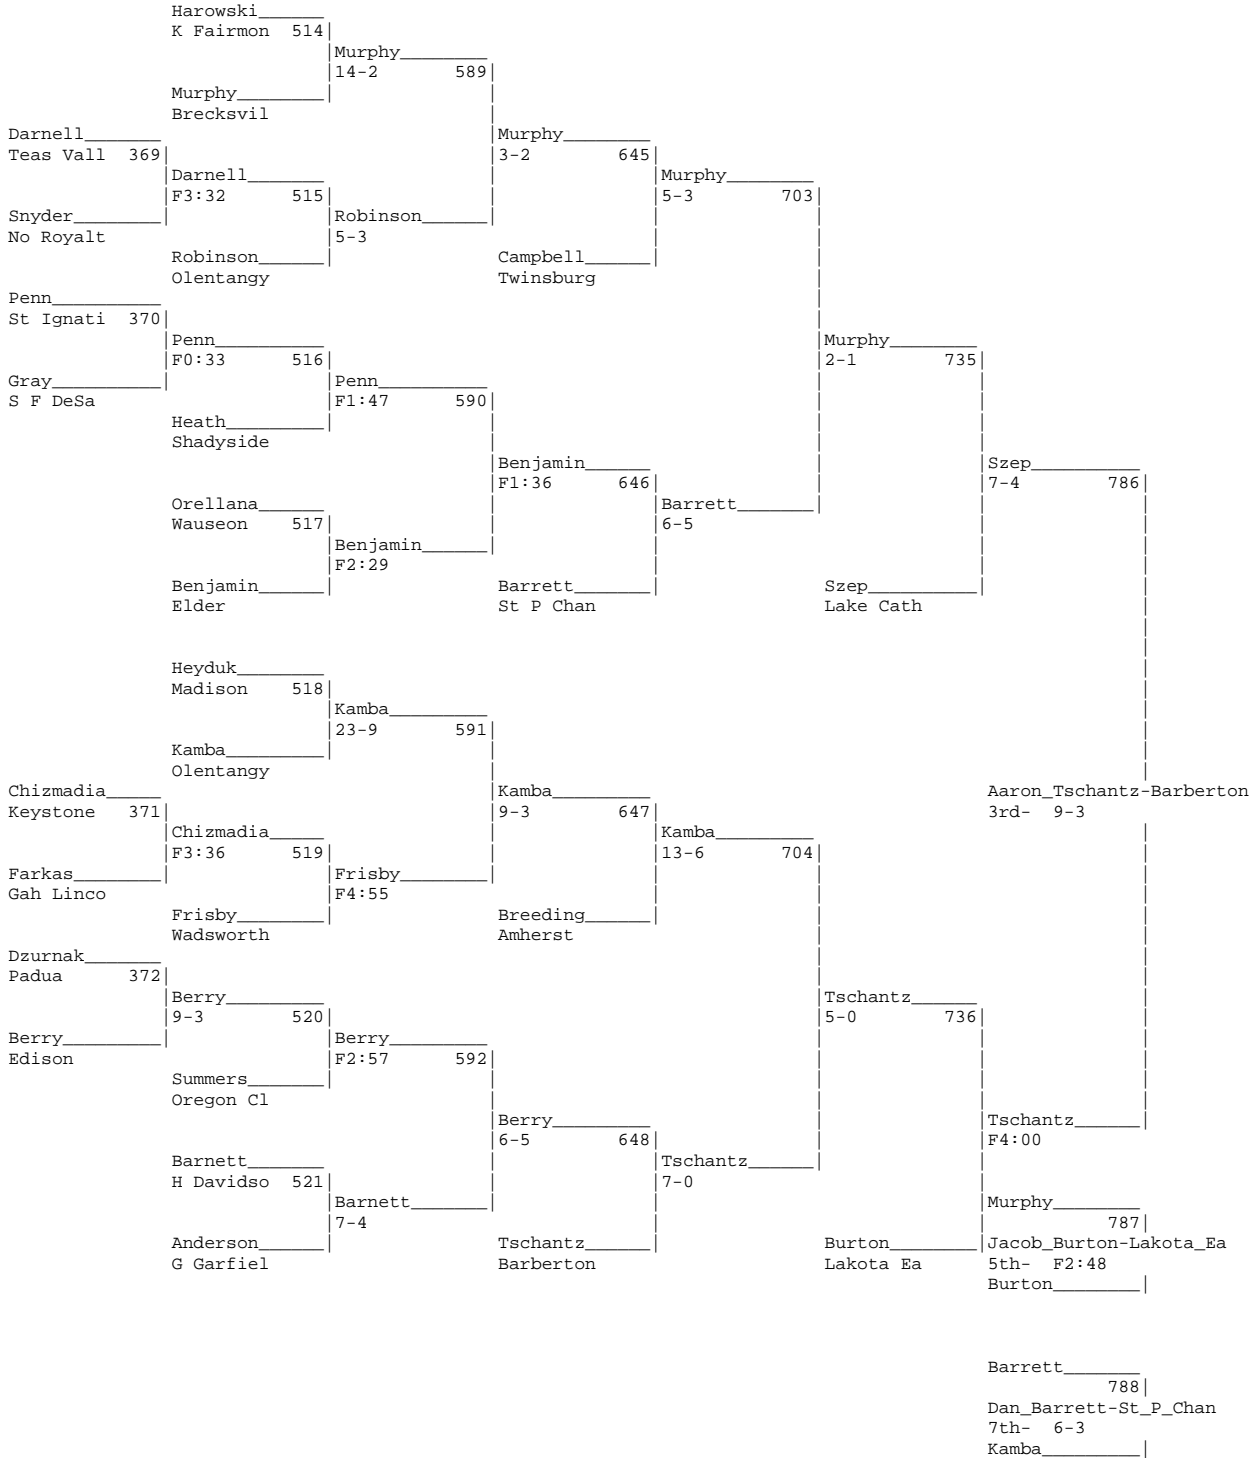 Harowski______
K Fairmon 514|
|Murphy________
|14-2 589|
Murphy________|
Brecksvil
Darnell_______ |Murphy________
Teas Vall 369| |3-2 645|
|Darnell_______ |Murphy________
|F3:32 515| |5-3 703|
Snyder________| |Robinson______|
No Royalt |5-3
Robinson______| Campbell______|
Olentangy Twinsburg
Penn__________
St Ignati 370|
|Penn__________ |Murphy________
|F0:33 516| |2-1 735|
Gray__________| |Penn__________
S F DeSa |F1:47 590|
Heath_________|
Shadyside
|Benjamin______ |Szep__________
|F1:36 646| |7-4 786|
Orellana______ |Barrett_______|
Wauseon 517| |6-5
|Benjamin______|
|F2:29
Benjamin______| Barrett_______| Szep__________|
Elder St P Chan Lake Cath
Heyduk________
Madison 518|
|Kamba_________
|23-9 591|
Kamba_________|
Olentangy
Chizmadia_____ |Kamba_________ Aaron_Tschantz-Barberton
Keystone 371| |9-3 647| 3rd- 9-3
|Chizmadia_____ |Kamba_________
|F3:36 519| |13-6 704|
Farkas________| |Frisby________|
Gah Linco |F4:55
Frisby________| Breeding______|
Wadsworth Amherst
Dzurnak_______
Padua 372|
|Berry_________ |Tschantz______
|9-3 520| |5-0 736|
Berry_________| |Berry_________
Edison |F2:57 592|
Summers_______|
Oregon Cl
|Berry_________ |Tschantz______|
|6-5 648| |F4:00
Barnett_______ |Tschantz______|
H Davidso 521| |7-0
|Barnett_______| |Murphy________
|7-4 787|
Anderson______| Tschantz______| Burton________|Jacob_Burton-Lakota_Ea
G Garfiel Barberton Lakota Ea 5th- F2:48
Burton________|
Barrett_______
788|
Dan_Barrett-St_P_Chan
7th- 6-3
Kamba_________|